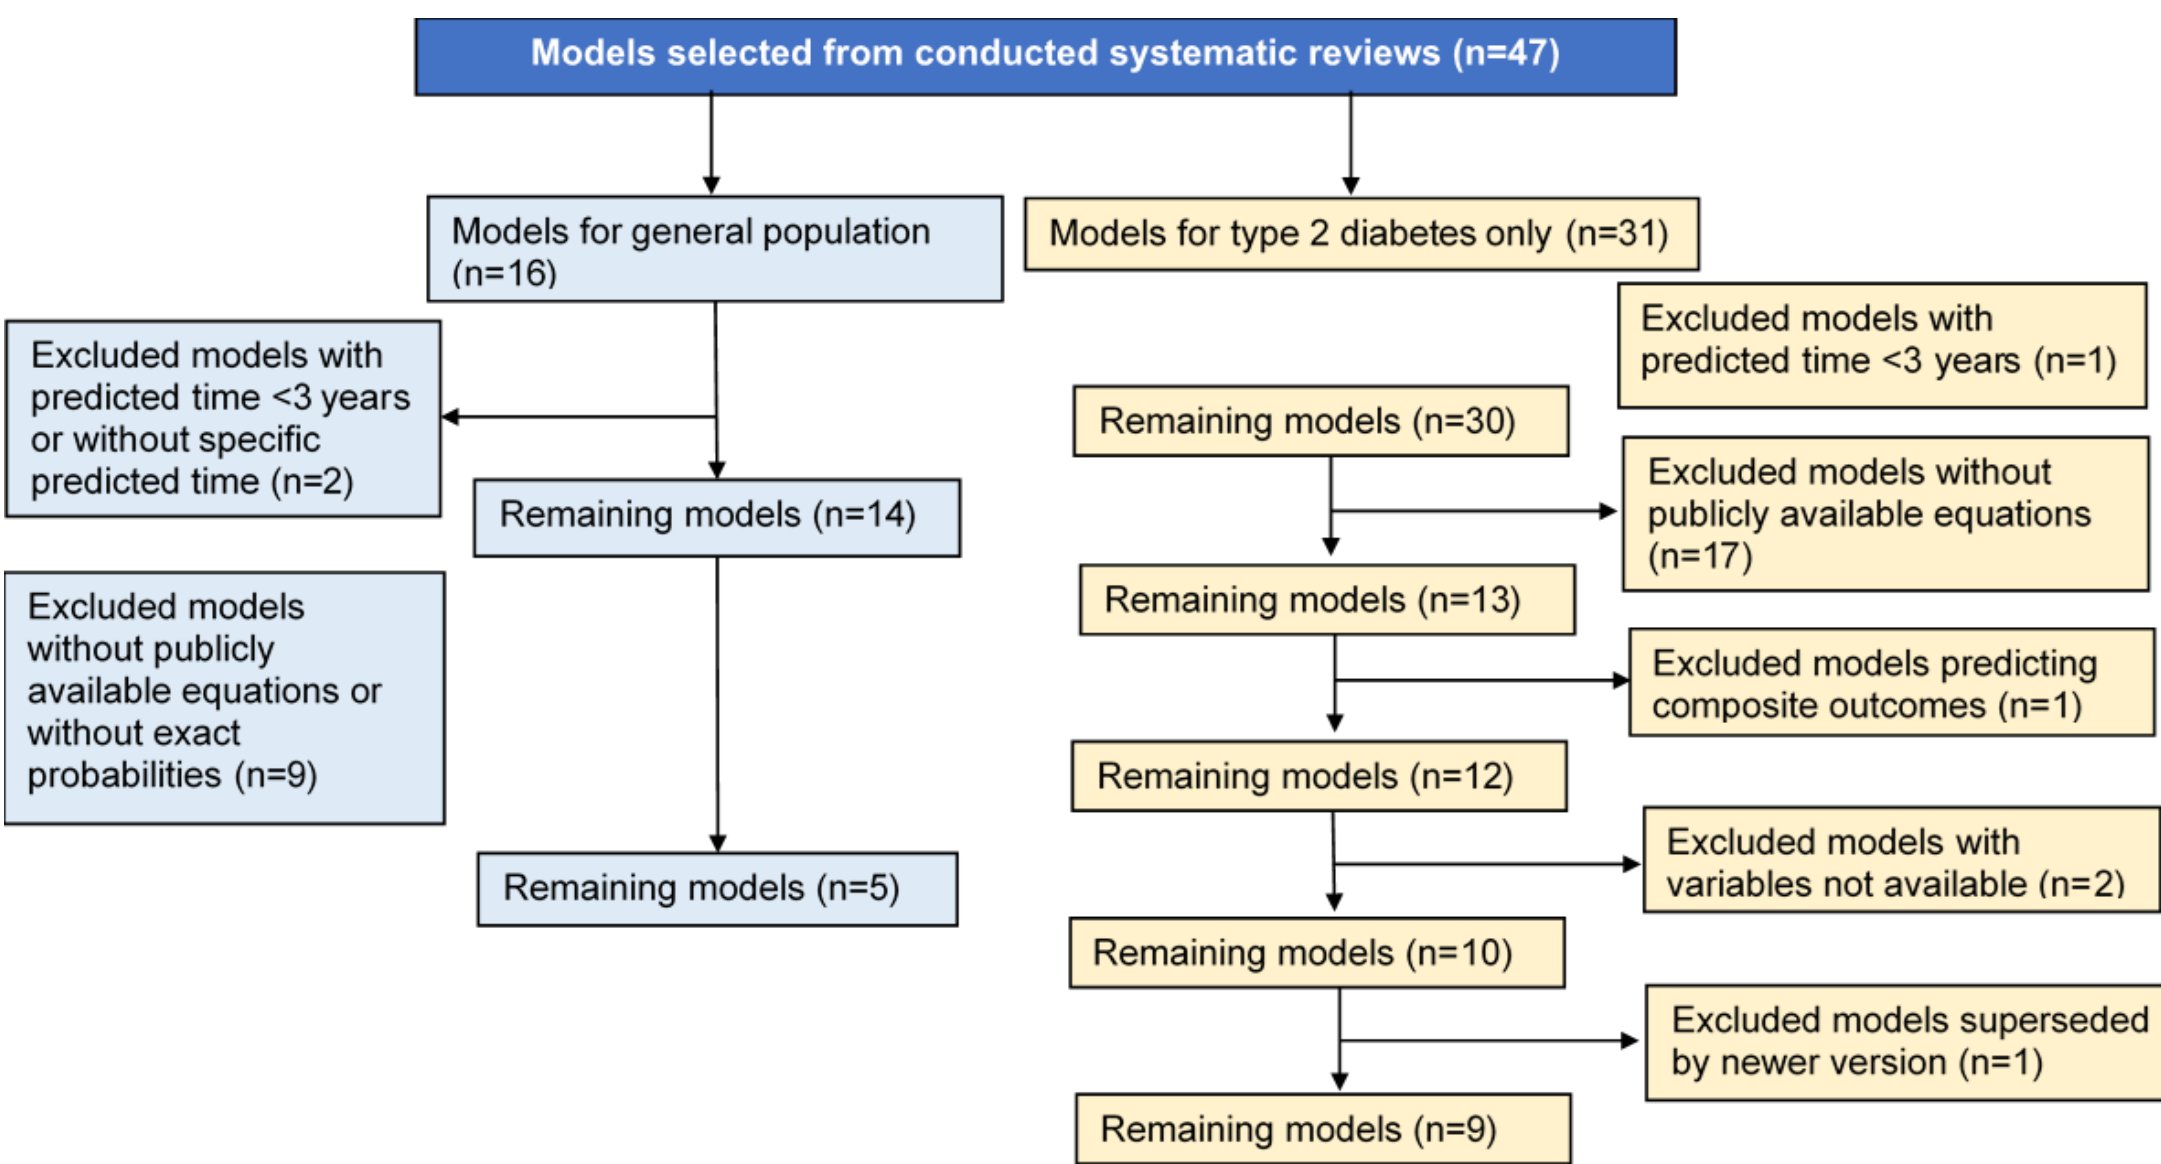 Models selected from conducted systematic reviews (n=47)
Models for general population
(n=16)
Models for type 2 diabetes only (n=31)
Excluded models with
predicted time <3 years
or without specific
predicted time (n=2)
Remaining models (n=14)
Excluded models
without publicly
available equations or
without exact
probabilities (n=9)
Remaining models (n=5)
Excluded models with
predicted time <3 years (n=1)
Remaining models (n=30)
Excluded models without
publicly available equations
(n=17)
Remaining models (n=13)
Excluded models predicting
composite outcomes (n=1)
Remaining models (n=12)
Excluded models with
variables not available (n=2)
Remaining models (n=10)
Excluded models superseded
by newer version (n=1)
Remaining models (n=9)